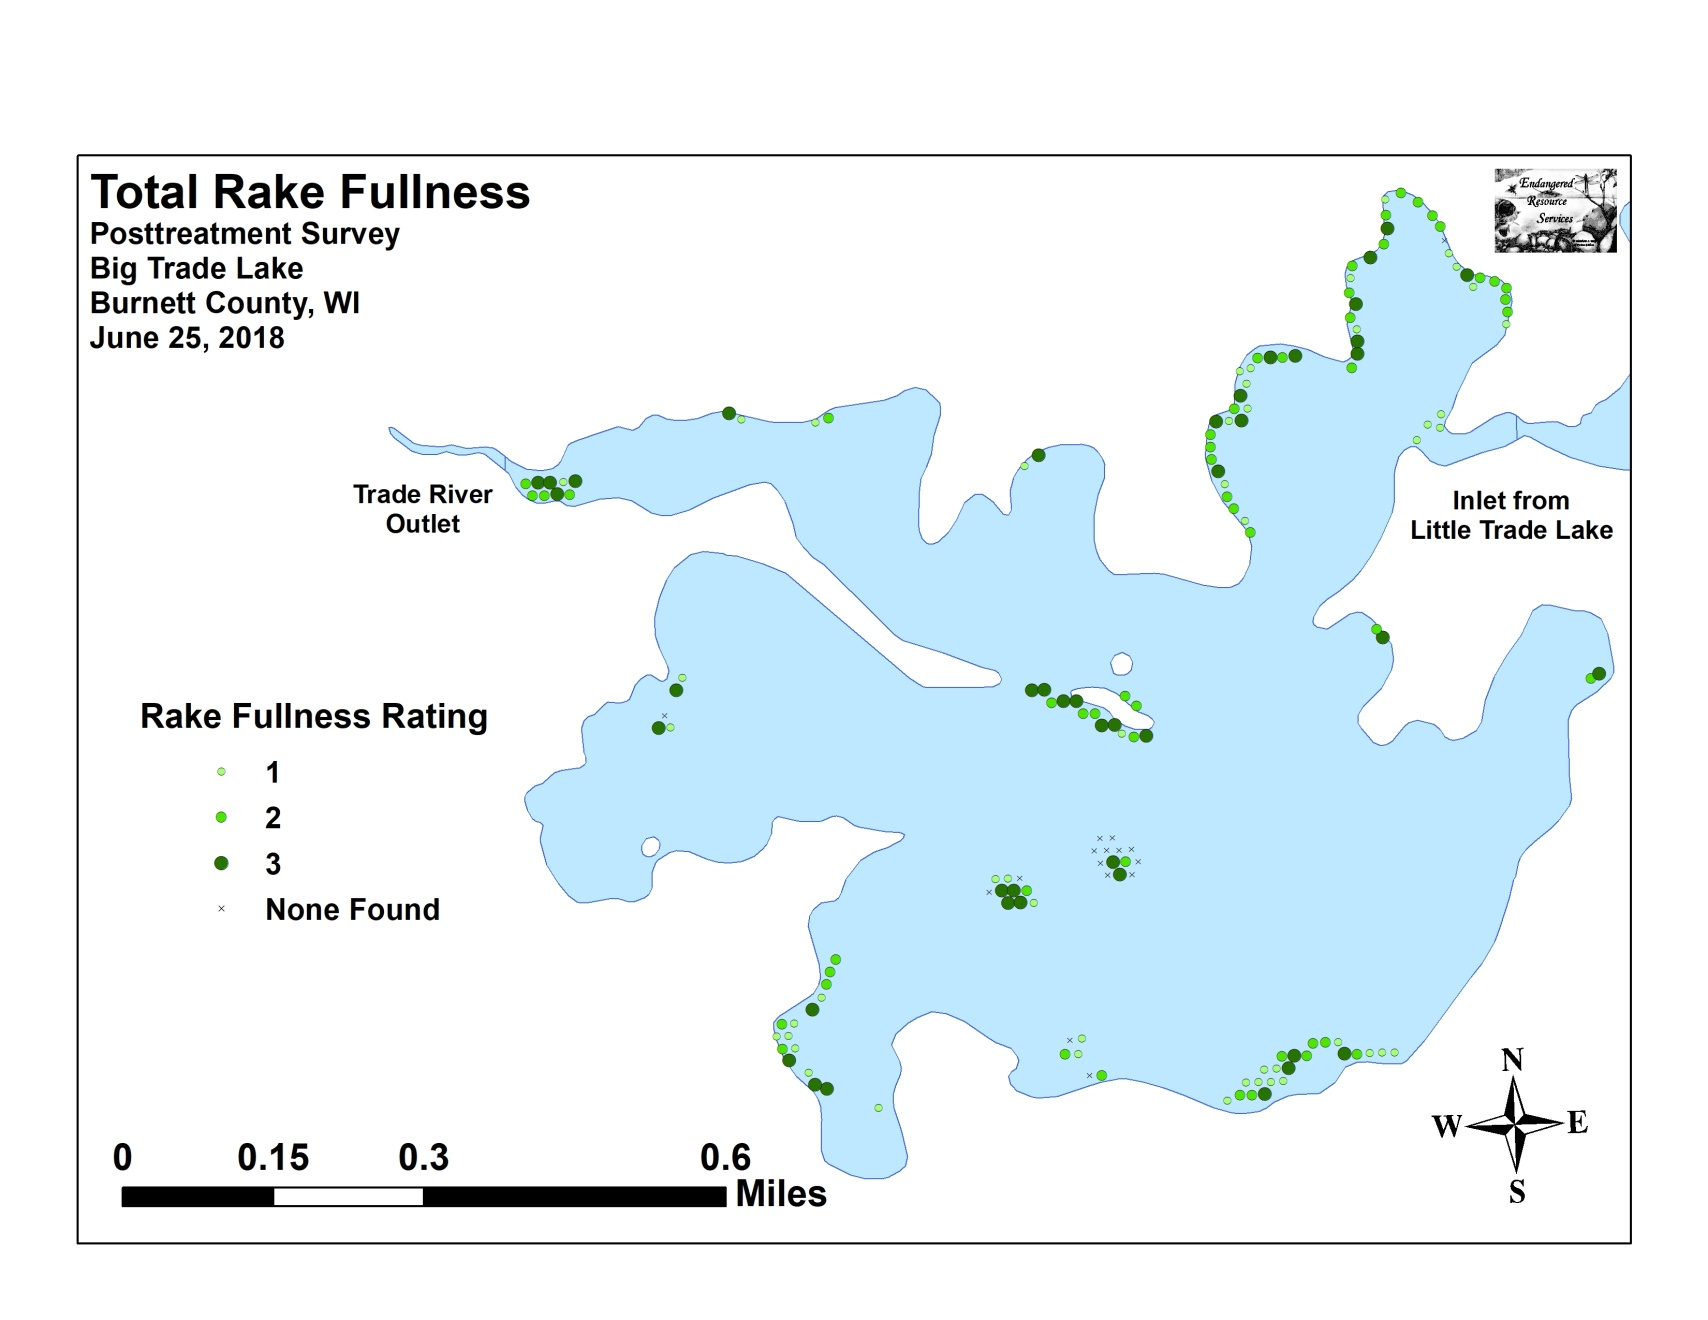 Total Rake Fullness
Posttreatment Survey
Big Trade Lake
Burnett County, WI
June 25, 2018
Endangered
Resource
Services
Trade River
Outlet
Inlet from
Little Trade Lake
Rake Fullness Rating
1
2
3
None Found
0 0.15 0.3 0.6
Miles
N
W E
S